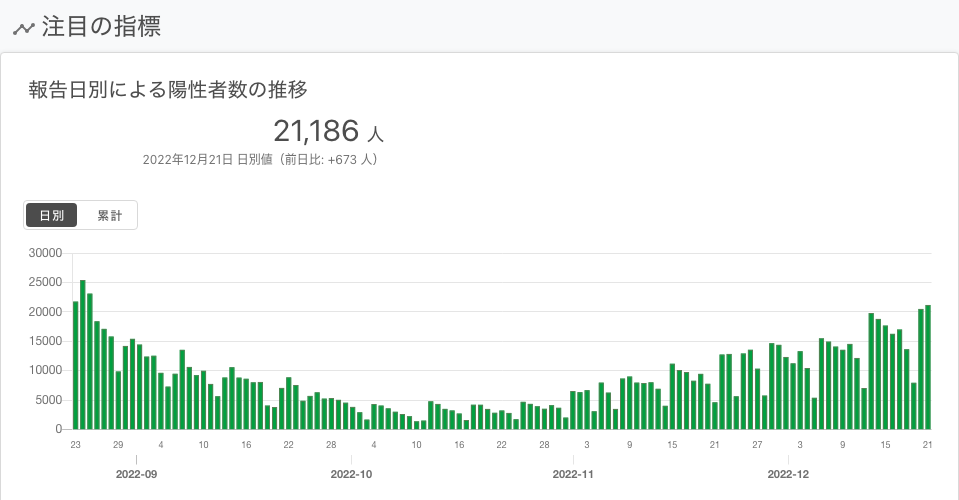 注目の指標
報告日別による陽性者数の推移
21,186 人
2022年12月21日 日別値（前日比: +673 人）
日別 累計
30000
25000
20000
15000
10000
5000
0
23 29 4 10 16 22 28 4 10 16 22 28 3 9 15 21 27 3 9 15 21
2022-09 2022-10 2022-11 2022-12